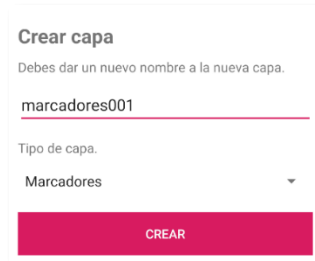 Crear capa
Debes dar un nuevo nombre a la nueva capa.
marcadores001
Tipo de capa.
Marcadores
CREAR